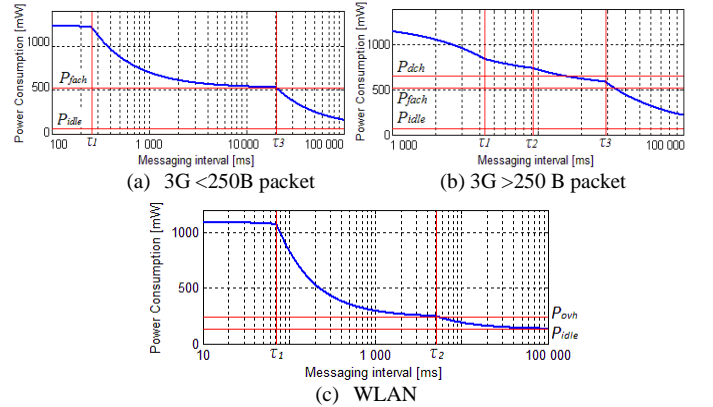 Power Consumption [mW]
1000
500
0
P_fach
P_idle
100
1 000
10 000
100 000
τ1
τ3
Messaging interval [ms]
(a) 3G <250B packet
Power Consumption [mW]
1000
500
0
P_dch
P_fach
P_idle
1 000
100 000
τ1
τ2
τ3
Messaging interval [ms]
(b) 3G >250 B packet
Power Consumption [mW]
1000
500
0
P_ovh
P_idle
10
1 000
100 000
τ1
τ2
Messaging interval [ms]
(c) WLAN